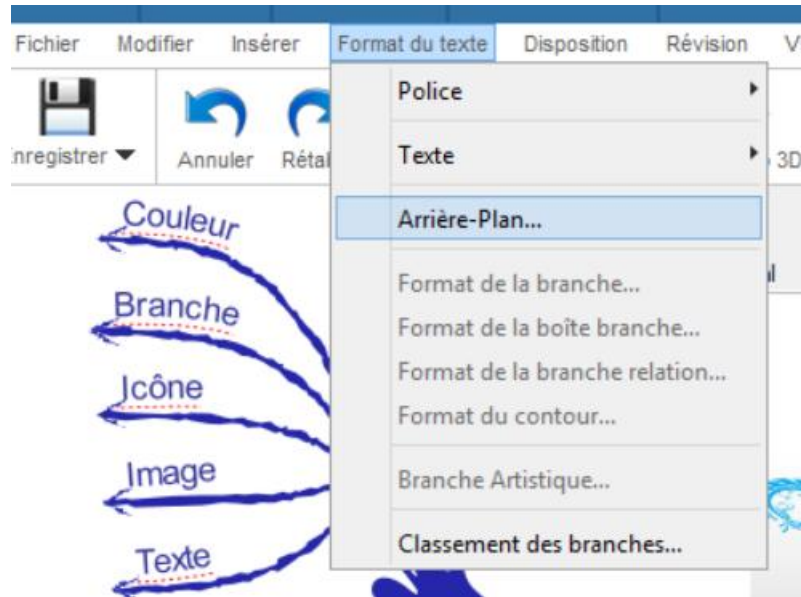 Fichier Modifier Insérer Format du texte Disposition Révision
Annuler
Police
Texte
Arrière-Plan...
Format de la branche...
Format de la boîte branche...
Format de la branche relation...
Format du contour...
Branche Artistique...
Classement des branches...
3D
Couleur
Branche
Icône
Image
Texte